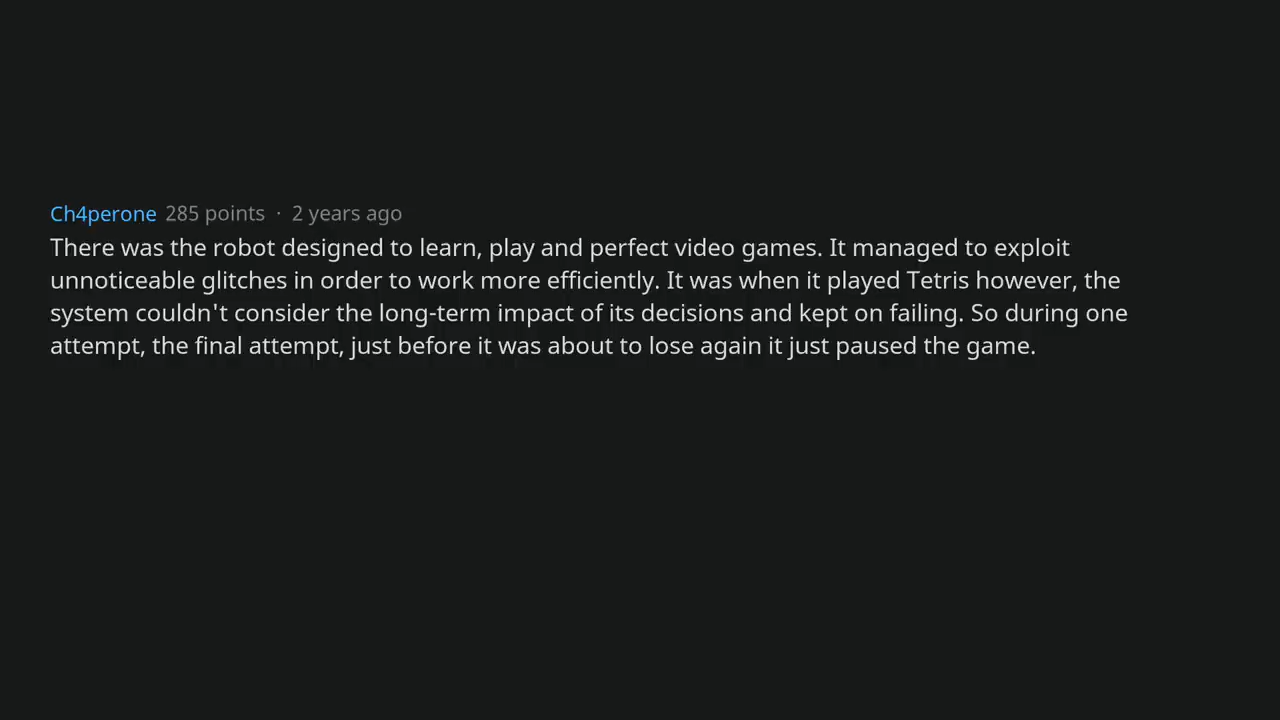 Ch4perone 285 points · 2 years ago
There was the robot designed to learn, play and perfect video games. It managed to exploit
unnoticeable glitches in order to work more efficiently. It was when it played Tetris however, the
system couldn't consider the long-term impact of its decisions and kept on failing. So during one
attempt, the final attempt, just before it was about to lose again it just paused the game.